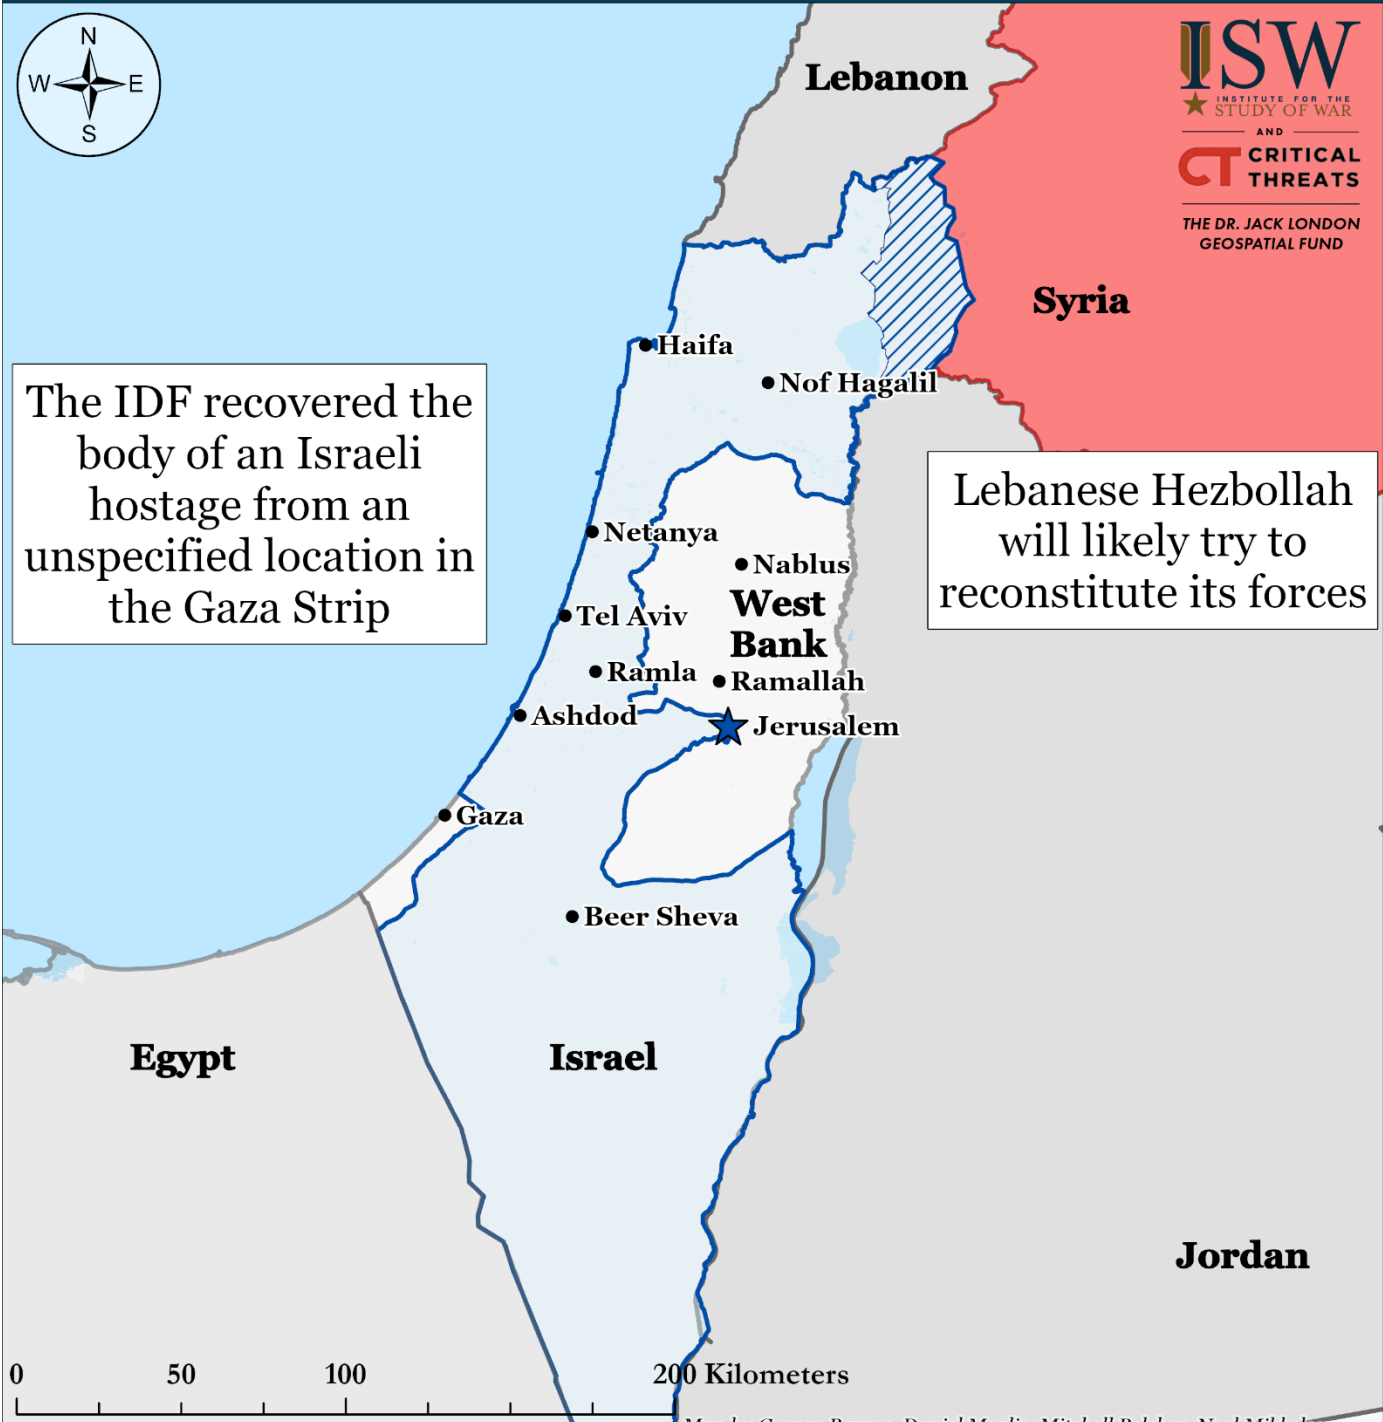 N
W
E
S
Lebanon
ISW
INSTITUTE FOR THE
STUDY OF WAR
AND
CT CRITICAL
THREATS
THE DR. JACK LONDON
GEOSPATIAL FUND
Syria
Haifa
Nof Hagalil
The IDF recovered the
body of an Israeli
hostage from an
unspecified location in
the Gaza Strip
Lebanese Hezbollah
will likely try to
reconstitute its forces
Netanya
Nablus
West
Bank
Tel Aviv
Ramla
Ramallah
Ashdod
Jerusalem
Gaza
Beer Sheva
Egypt
Israel
Jordan
0 50 100 200 Kilometers